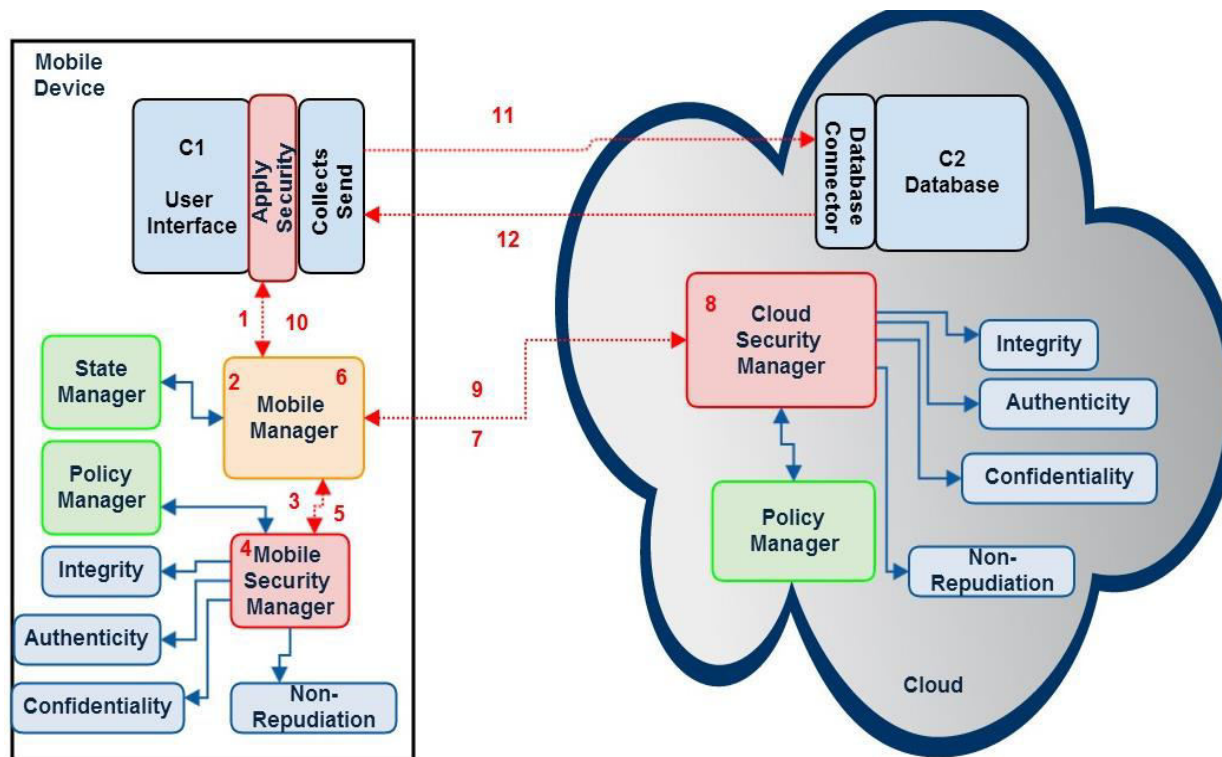 Mobile
Device
C1
User
Interface
Apply
Security
Collects
Send
11
12
Database
Connector
C2
Database
1
10
State
Manager
2
6
Mobile
Manager
9
7
8
Cloud
Security
Manager
Integrity
Authenticity
Confidentiality
Non-
Repudiation
Policy
Manager
Policy
Manager
3
5
4
Mobile
Security
Manager
Integrity
Authenticity
Confidentiality
Non-
Repudiation
Cloud